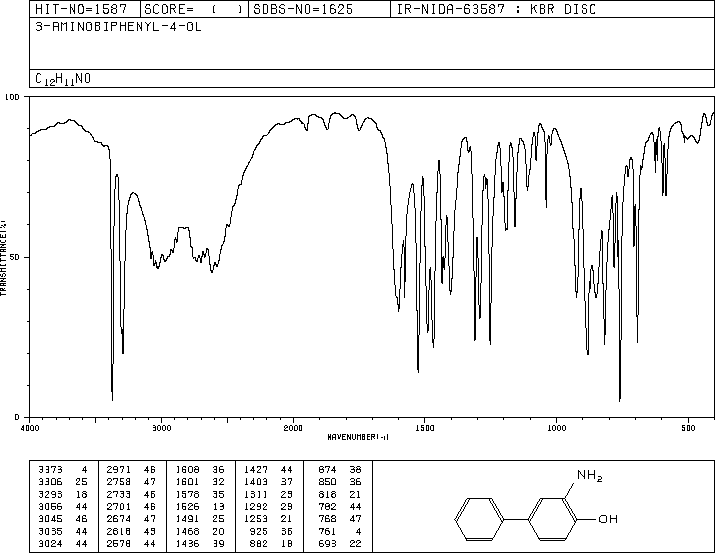 HIT-NO=1587 SCORE= ( ) SDBS-NO=1625 IR-NIDA-63587 : KBR DISC
3-AMINOBIPHENYL-4-OL
C12H11NO
100
50
0
TRANSMITTANCE(%)
4000 3000 2000 1500 1000 500
WAVENUMBER(-1)
3373 4 2971 46 1608 36 1427 44 874 38
3306 25 2758 47 1601 32 1403 37 850 36
3293 18 2733 46 1578 35 1311 23 818 21
3066 44 2701 46 1526 13 1292 29 782 44
3045 46 2674 47 1491 25 1253 21 768 47
3035 44 2618 43 1468 20 925 36 761 4
3024 44 2578 44 1436 39 882 18 693 22
NH2
OH